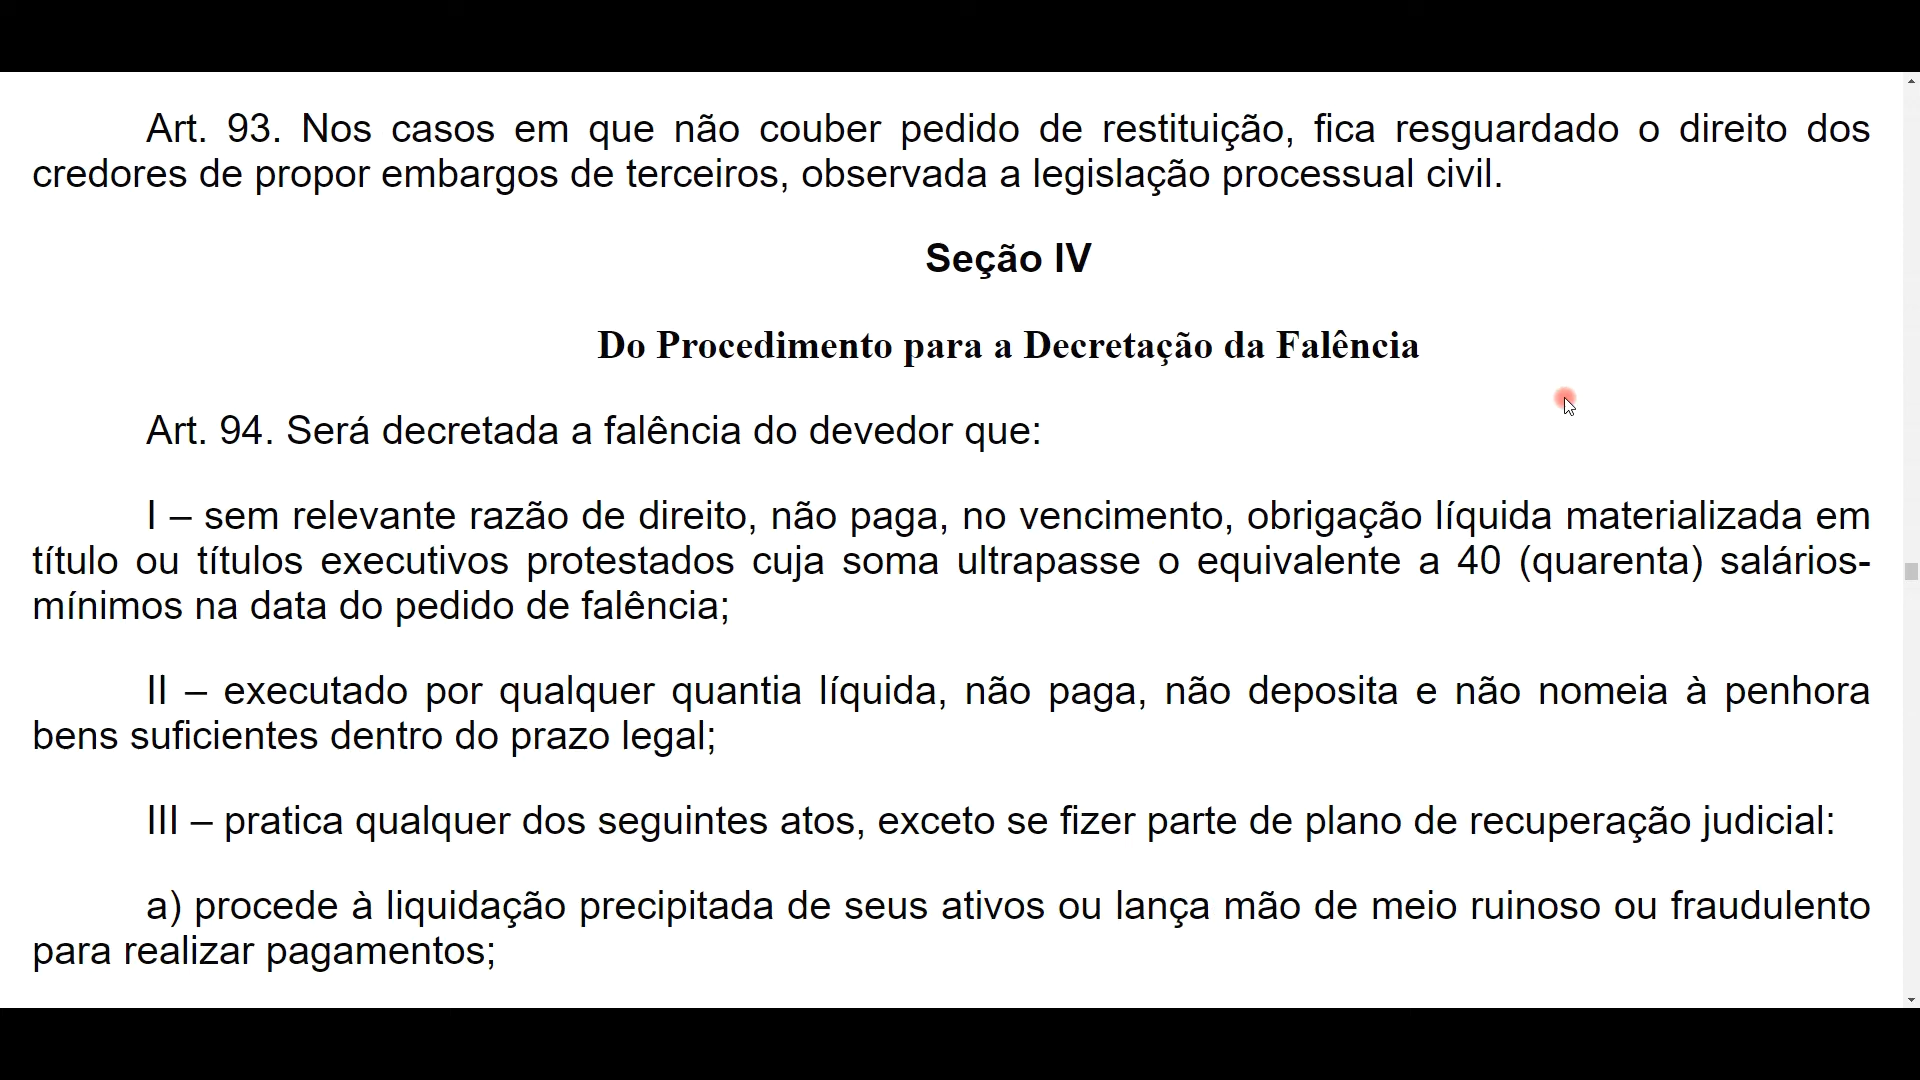 Art. 93. Nos casos em que não couber pedido de restituição, fica resguardado o direito dos
credores de propor embargos de terceiros, observada a legislação processual civil.
Seção IV
Do Procedimento para a Decretação da Falência
Art. 94. Será decretada a falência do devedor que:
I – sem relevante razão de direito, não paga, no vencimento, obrigação líquida materializada em
título ou títulos executivos protestados cuja soma ultrapasse o equivalente a 40 (quarenta) salários-
mínimos na data do pedido de falência;
II – executado por qualquer quantia líquida, não paga, não deposita e não nomeia à penhora
bens suficientes dentro do prazo legal;
III – pratica qualquer dos seguintes atos, exceto se fizer parte de plano de recuperação judicial:
a) procede à liquidação precipitada de seus ativos ou lança mão de meio ruinoso ou fraudulento
para realizar pagamentos;